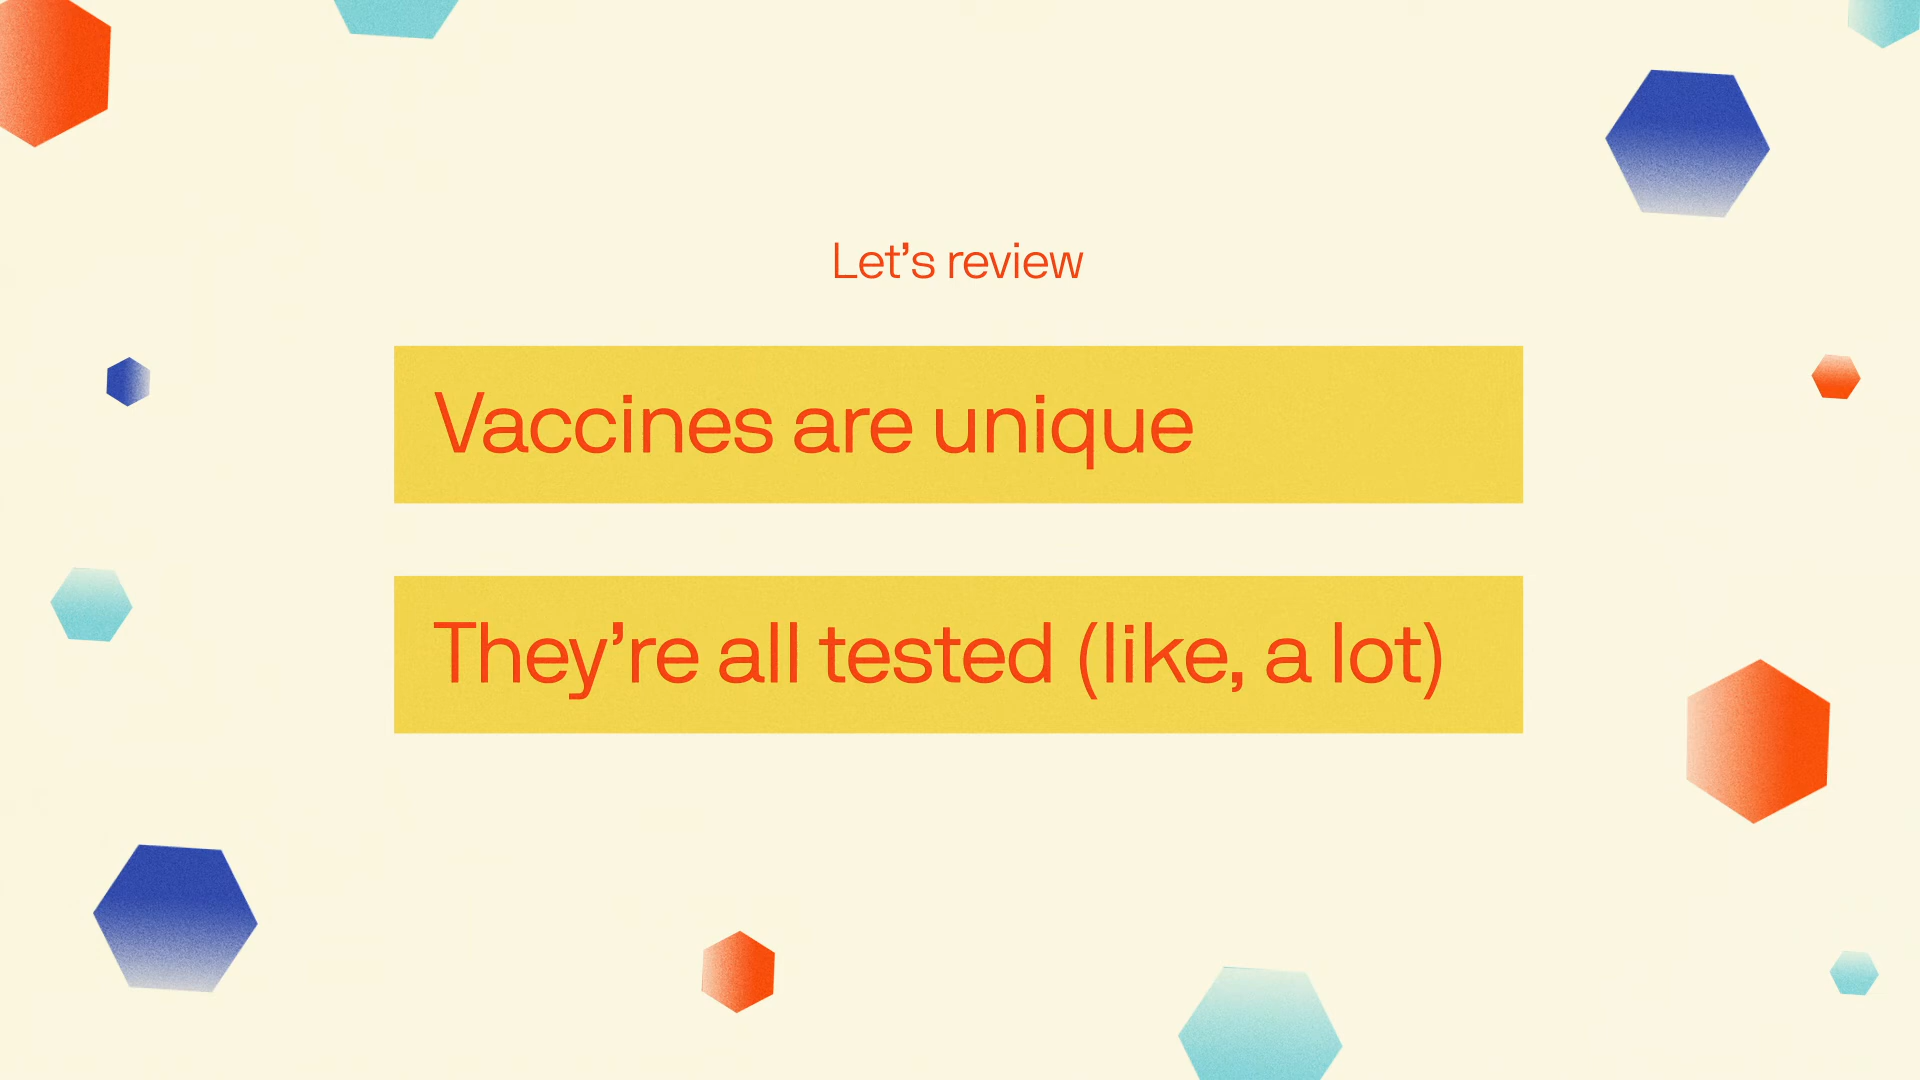 Let’s review
Vaccines are unique
They’re all tested (like, a lot)